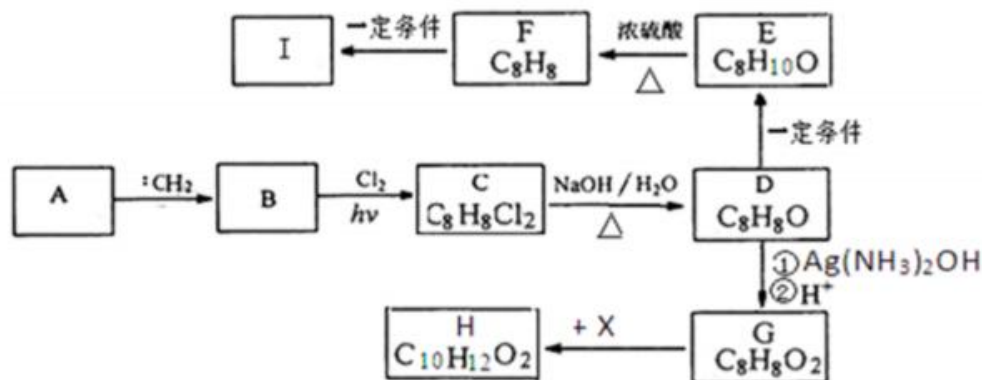 I
一定条件
F
C₈H₈
浓硫酸
△
E
C₈H₁₀O
一定条件
A
:CH₂
B
Cl₂
hν
C
C₈H₈Cl₂
NaOH/H₂O
△
D
C₈H₈O
①Ag(NH₃)₂OH
②H⁺
H
C₁₀H₁₂O₂
+ X
G
C₈H₈O₂